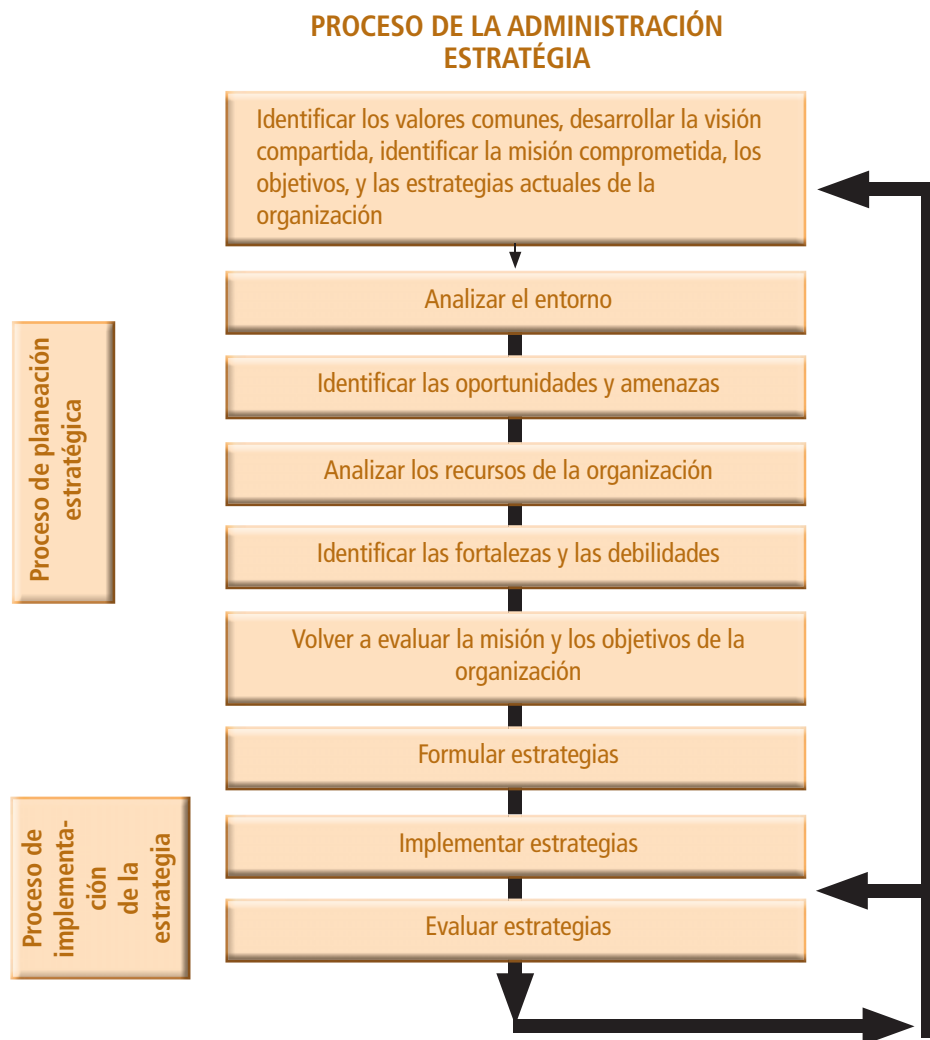 PROCESO DE LA ADMINISTRACIÓN
ESTRATÉGIA
Identificar los valores comunes, desarrollar la visión
compartida, identificar la misión comprometida, los
objetivos, y las estrategias actuales de la
organización
Analizar el entorno
Identificar las oportunidades y amenazas
Analizar los recursos de la organización
Identificar las fortalezas y las debilidades
Volver a evaluar la misión y los objetivos de la
organización
Formular estrategias
Implementar estrategias
Evaluar estrategias
Proceso de planeación
estratégica
Proceso de
implementa-
ción
de la
estrategia